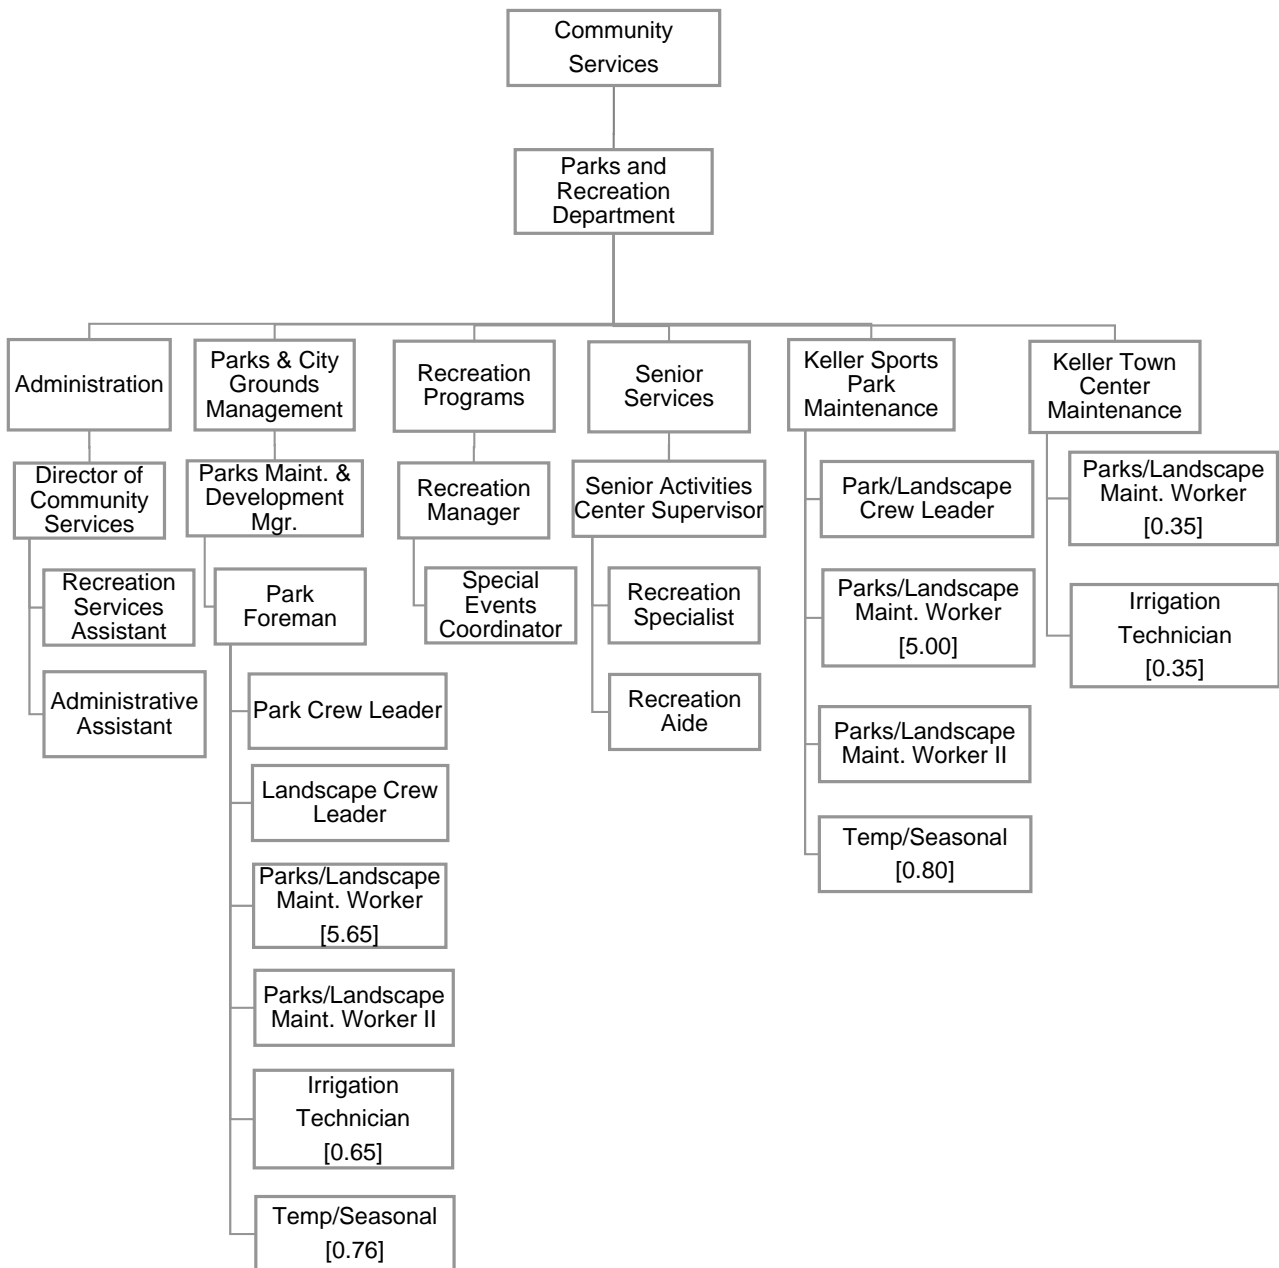 Community
Services
Parks and
Recreation
Department
Administration
Parks & City
Grounds
Management
Recreation
Programs
Senior
Services
Keller Sports
Park
Maintenance
Keller Town
Center
Maintenance
Director of
Community
Services
Recreation
Services
Assistant
Administrative
Assistant
Parks Maint. &
Development
Mgr.
Park
Foreman
Park Crew Leader
Landscape Crew
Leader
Parks/Landscape
Maint. Worker
[5.65]
Parks/Landscape
Maint. Worker II
Irrigation
Technician
[0.65]
Temp/Seasonal
[0.76]
Recreation
Manager
Special
Events
Coordinator
Senior Activities
Center Supervisor
Recreation
Specialist
Recreation
Aide
Park/Landscape
Crew Leader
Parks/Landscape
Maint. Worker
[5.00]
Parks/Landscape
Maint. Worker II
Temp/Seasonal
[0.80]
Parks/Landscape
Maint. Worker
[0.35]
Irrigation
Technician
[0.35]